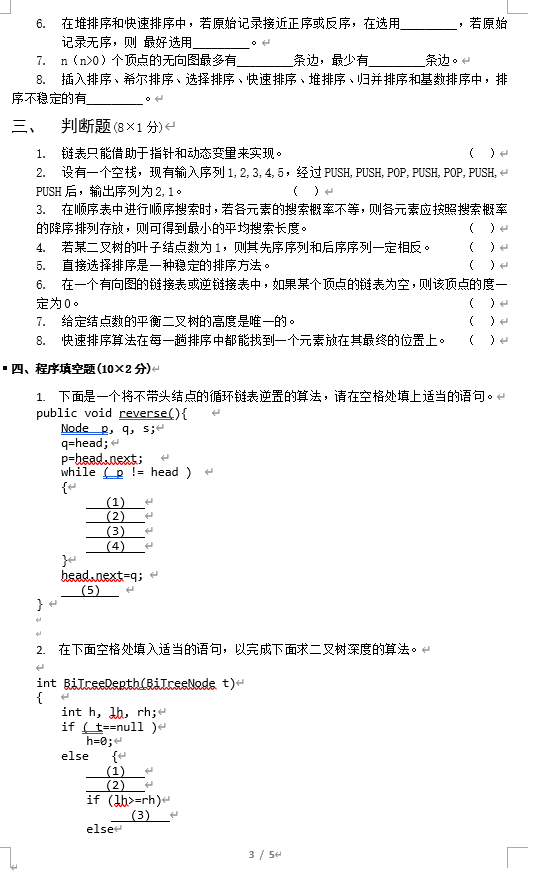 6. 在堆排序和快速排序中，若原始记录接近正序或反序，在选用________，若原始
记录无序，则 最好选用________。
7. n（n>0）个顶点的无向图最多有________条边，最少有________条边。
8. 插入排序、希尔排序、选择排序、快速排序、堆排序、归并排序和基数排序中，排
序不稳定的有________。
三、 判断题(8×1 分)
1. 链表只能借助于指针和动态变量来实现。 （ ）
2. 设有一个空栈，现有输入序列 1,2,3,4,5，经过 PUSH,PUSH,POP,PUSH,POP,PUSH,
PUSH 后，输出序列为 2,1。 （ ）
3. 在顺序表中进行顺序搜索时，若各元素的搜索概率不等，则各元素应按照搜索概率
的降序排列存放，则可得到最小的平均搜索长度。 （ ）
4. 若某二叉树的叶子结点数为 1，则其先序序列和后序序列一定相反。 （ ）
5. 直接选择排序是一种稳定的排序方法。 （ ）
6. 在一个有向图的链接表或逆链接表中，如果某个顶点的链表为空，则该顶点的度一
定为 0。 （ ）
7. 给定结点数的平衡二叉树的高度是唯一的。 （ ）
8. 快速排序算法在每一趟排序中都能找到一个元素放在其最终的位置上。 （ ）
四、程序填空题(10×2 分)
1. 下面是一个将不带头结点的循环链表逆置的算法，请在空格处填上适当的语句。
public void reverse(){
Node p, q, s;
q=head;
p=head.next;
while ( p != head )
{
(1)
(2)
(3)
(4)
}
head.next=q;
(5)
}
2. 在下面空格处填入适当的语句，以完成下面求二叉树深度的算法。
int BiTreeDepth(BiTreeNode t)
{
int h, lh, rh;
if ( t==null )
h=0;
else {
(1)
(2)
if (lh>=rh)
(3)
else
3 / 5